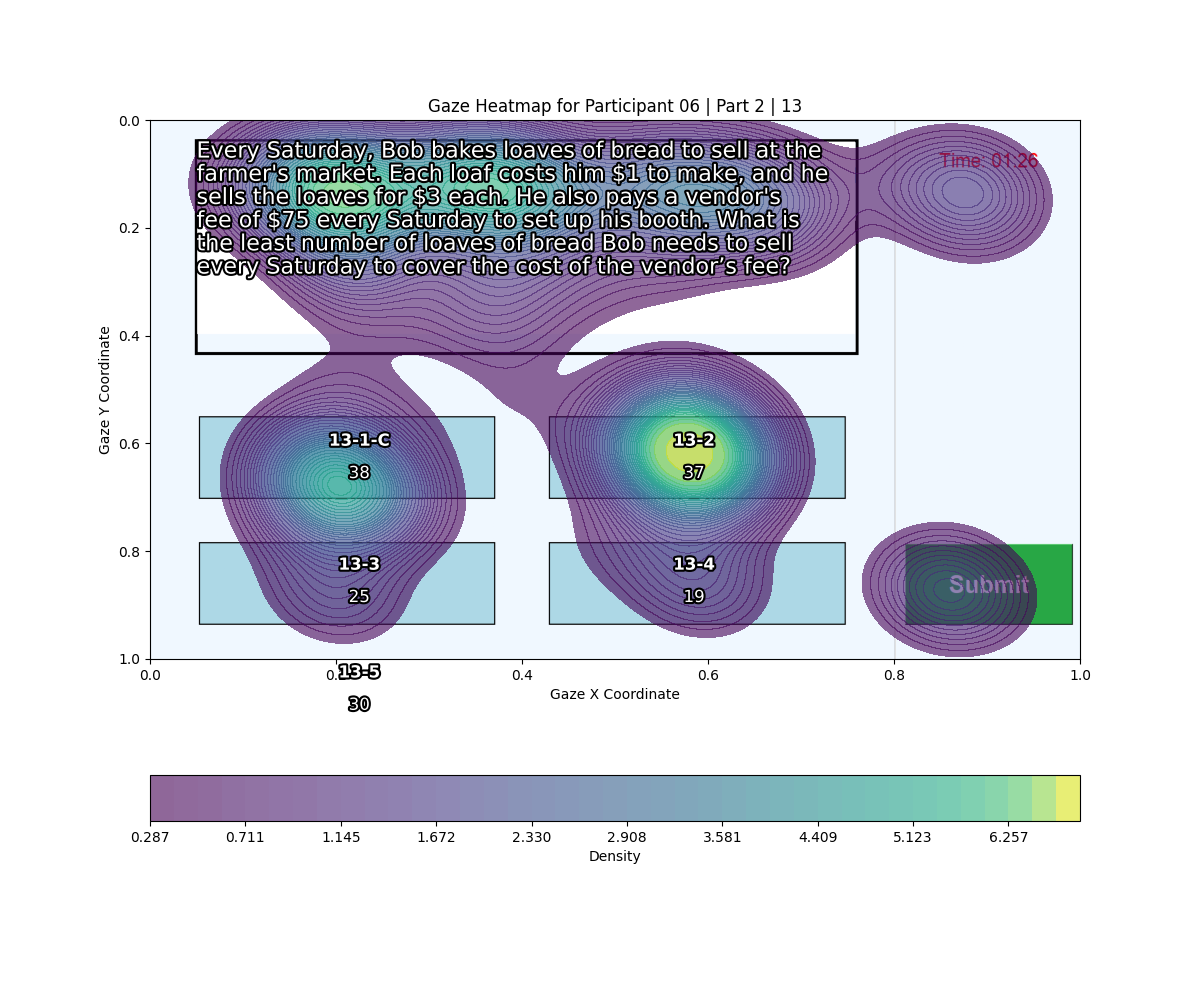 Gaze Heatmap for Participant 06 | Part 2 | 13
Every Saturday, Bob bakes loaves of bread to sell at the
farmer's market. Each loaf costs him $1 to make, and he
sells the loaves for $3 each. He also pays a vendor's
fee of $75 every Saturday to set up his booth. What is
the least number of loaves of bread Bob needs to sell
every Saturday to cover the cost of the vendor’s fee?
Time: 01:26
13-1-C
38
13-2
37
13-3
25
13-4
19
Submit
13-5
30
Gaze Y Coordinate
0.0
0.2
0.4
0.6
0.8
1.0
0.0 0.4 0.6 0.8 1.0
Gaze X Coordinate
0.287 0.711 1.145 1.672 2.330 2.908 3.581 4.409 5.123 6.257
Density